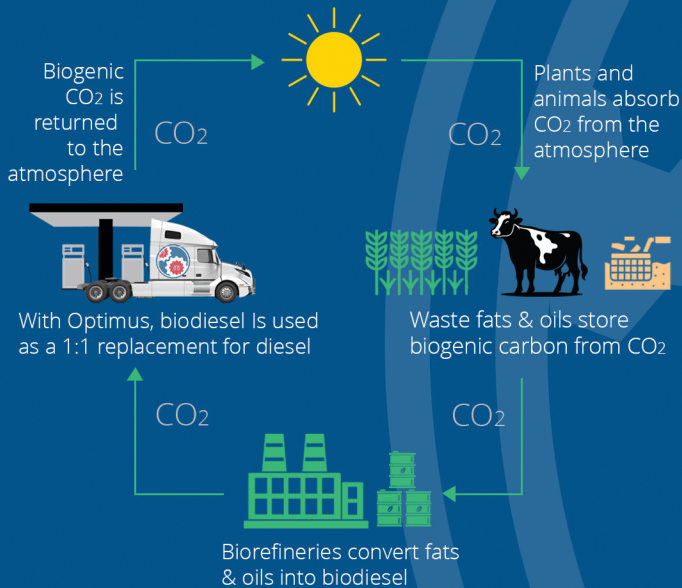 Biogenic
CO2 is
returned
to the
atmosphere
CO2
CO2
Plants and
animals absorb
CO2 from the
atmosphere
With Optimus, biodiesel Is used
as a 1:1 replacement for diesel
Waste fats & oils store
biogenic carbon from CO2
CO2
CO2
Biorefineries convert fats
& oils into biodiesel